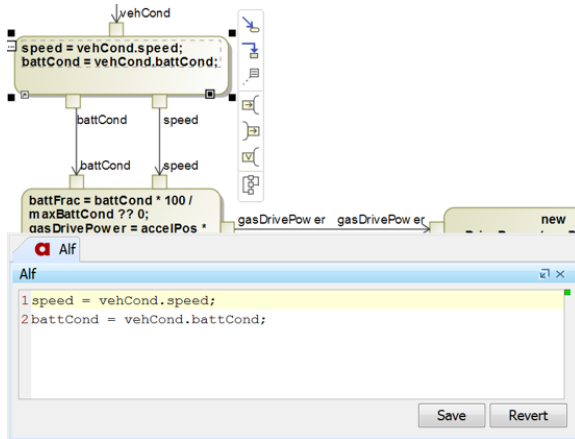 vehCond
speed = vehCond.speed;
battCond = vehCond.battCond;
battCond speed
battCond speed
battFrac = battCond * 100 /
maxBattCond ?? 0;
gasDrivePower = accelPos *
gasDrivePower gasDrivePower
new
Alf
Alf
1 speed = vehCond.speed;
2 battCond = vehCond.battCond;
Save Revert